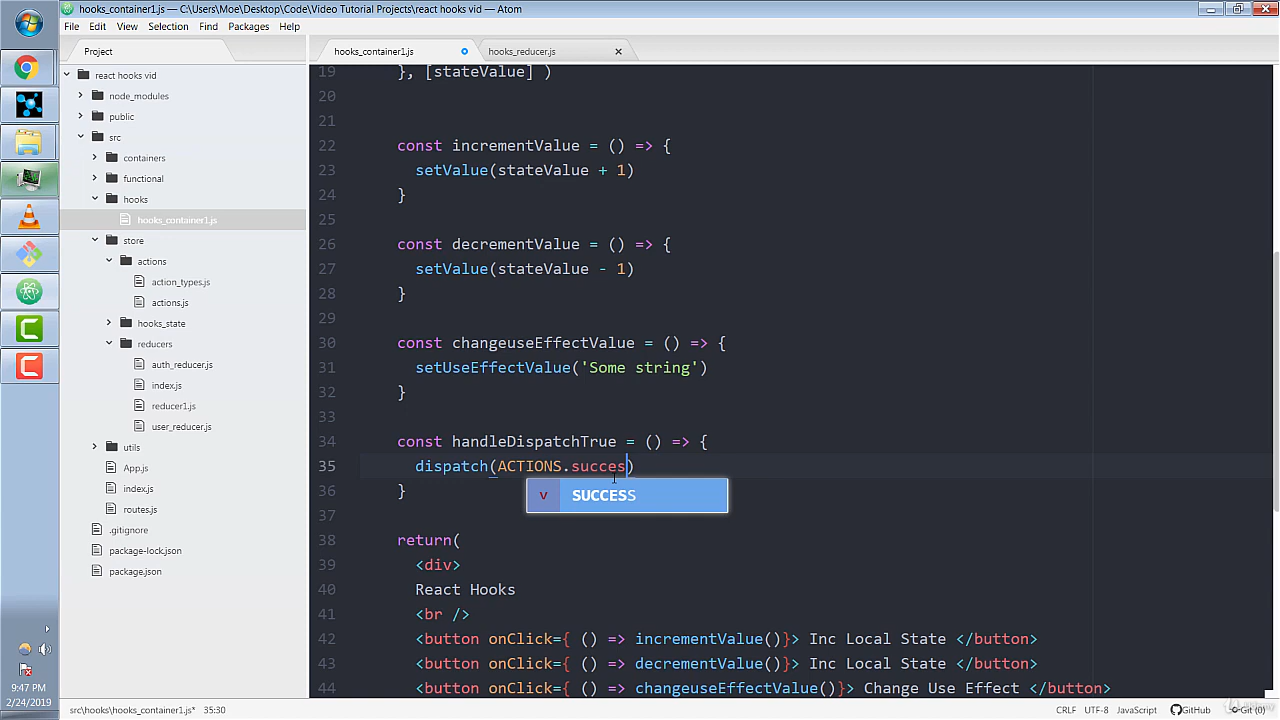 hooks_container1.js — C:\Users\Moe\Desktop\Code\Video Tutorial Projects\react hooks vid — Atom
File Edit View Selection Find Packages Help
Project
hooks_container1.js
hooks_reducer.js
react hooks vid
node_modules
public
src
containers
functional
hooks
hooks_container1.js
store
actions
action_types.js
actions.js
hooks_state
reducers
auth_reducer.js
index.js
reducer1.js
user_reducer.js
utils
App.js
index.js
routes.js
.gitignore
package-lock.json
package.json
19 }, [stateValue] )
20
21
22 const incrementValue = () => {
23 setValue(stateValue + 1)
24 }
25
26 const decrementValue = () => {
27 setValue(stateValue - 1)
28 }
29
30 const changeuseEffectValue = () => {
31 setUseEffectValue('Some string')
32 }
33
34 const handleDispatchTrue = () => {
35 dispatch(ACTIONS.succes)
v SUCCESS
36 }
37
38 return(
39 <div>
40 React Hooks
41 <br />
42 <button onClick={ () => incrementValue()}> Inc Local State </button>
43 <button onClick={ () => decrementValue()}> Inc Local State </button>
44 <button onClick={ () => changeuseEffectValue()}> Change Use Effect </button>
9:47 PM
2/24/2019
src\hooks\hooks_container1.js* 35:30 CRLF UTF-8 JavaScript GitHub Git (0)